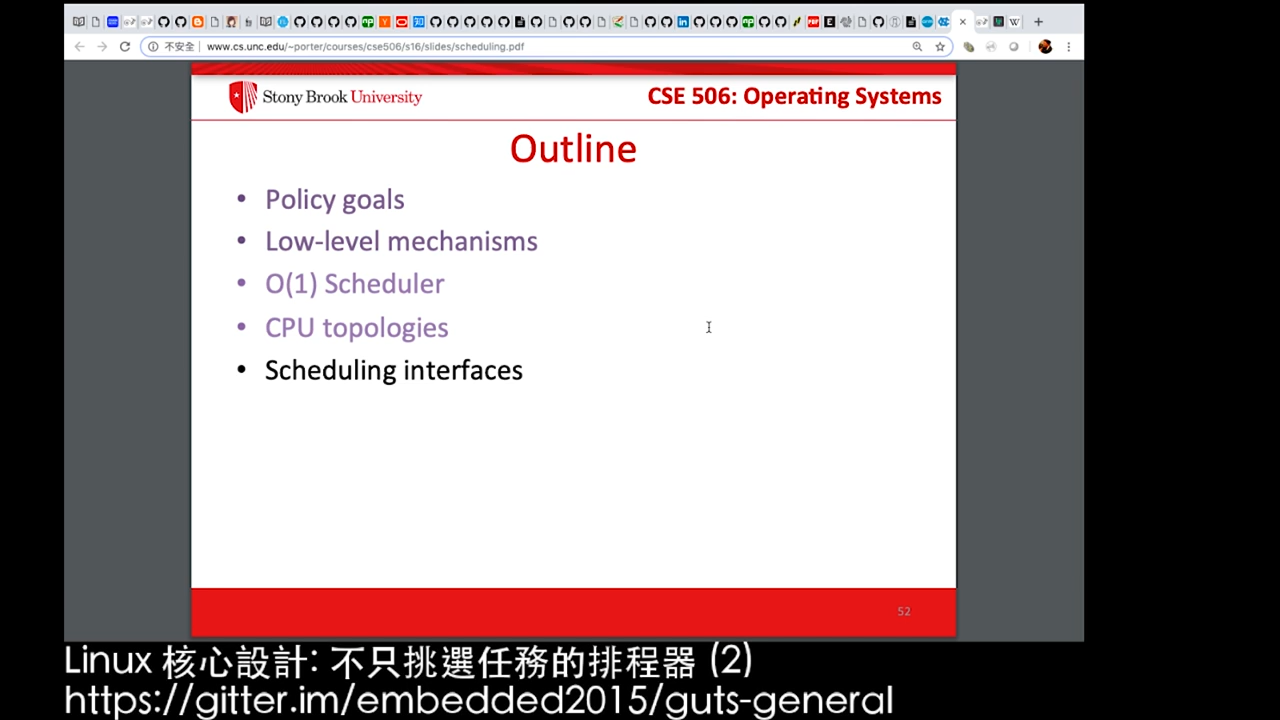 不安全 www.cs.unc.edu/~porter/courses/cse506/s16/slides/scheduling.pdf
Stony Brook University
CSE 506: Operating Systems
Outline
• Policy goals
• Low-level mechanisms
• O(1) Scheduler
• CPU topologies
• Scheduling interfaces
52
Linux 核心設計: 不只挑選任務的排程器 (2)
https://gitter.im/embedded2015/guts-general